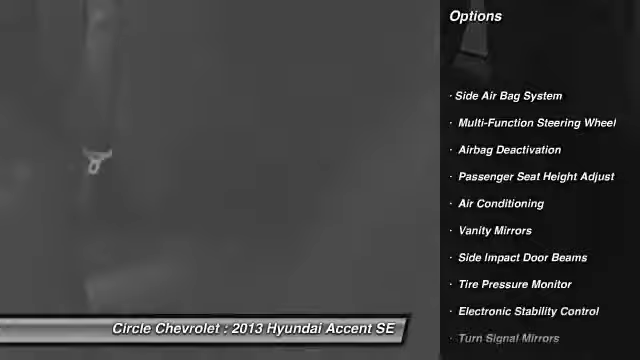 Options
· Side Air Bag System
· Multi-Function Steering Wheel
· Airbag Deactivation
· Passenger Seat Height Adjust
· Air Conditioning
· Vanity Mirrors
· Side Impact Door Beams
· Tire Pressure Monitor
· Electronic Stability Control
· Turn Signal Mirrors
Circle Chevrolet : 2013 Hyundai Accent SE